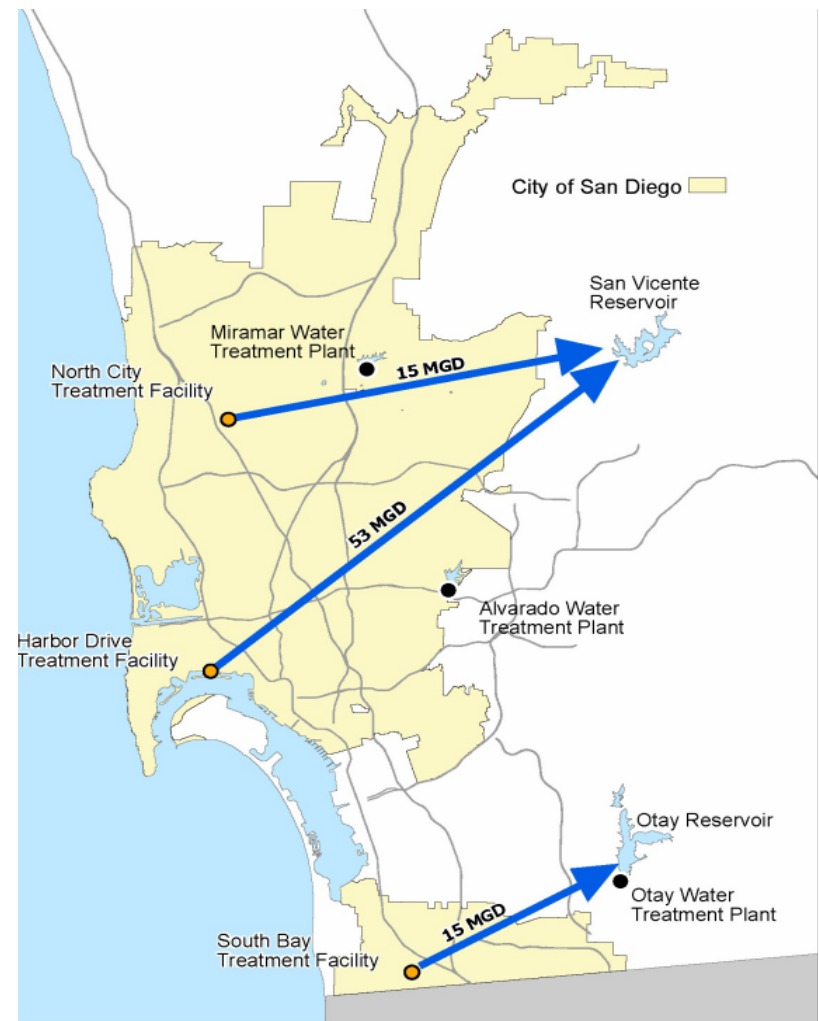 City of San Diego
San Vicente
Reservoir
Miramar Water
Treatment Plant
North City
Treatment Facility
15 MGD
53 MGD
Alvarado Water
Treatment Plant
Harbor Drive
Treatment Facility
Otay Reservoir
Otay Water
Treatment Plant
15 MGD
South Bay
Treatment Facility